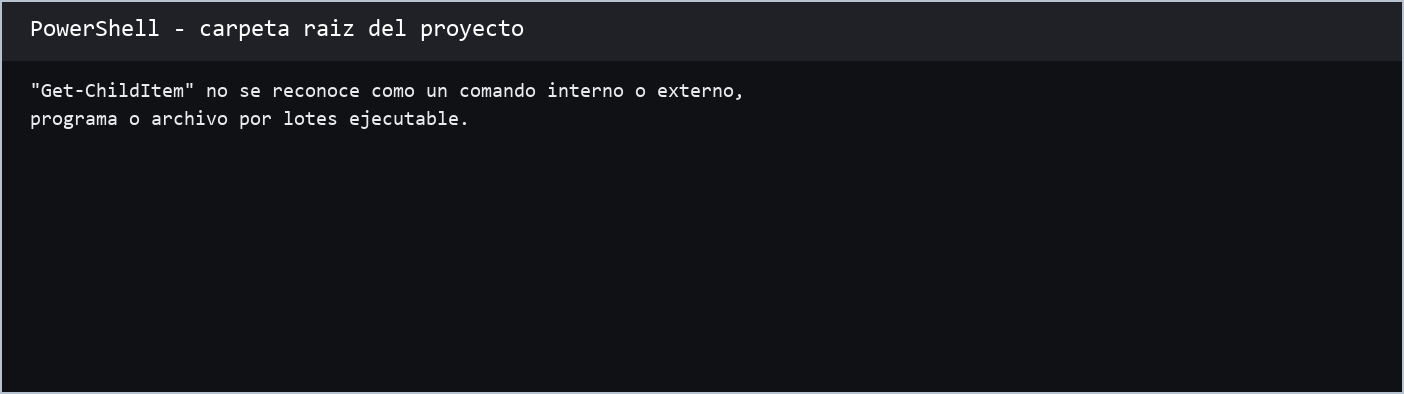 PowerShell - carpeta raiz del proyecto
"Get-ChildItem" no se reconoce como un comando interno o externo,
programa o archivo por lotes ejecutable.